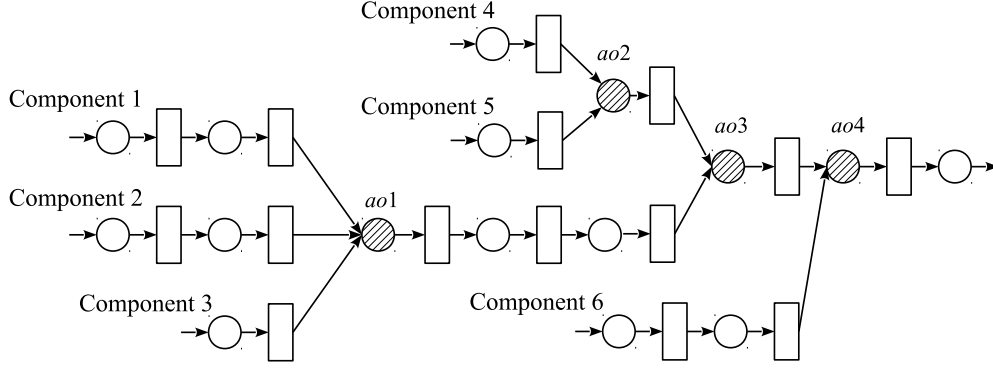 Component 4
ao2
Component 1
Component 5
ao3
ao4
Component 2
ao1
Component 3
Component 6